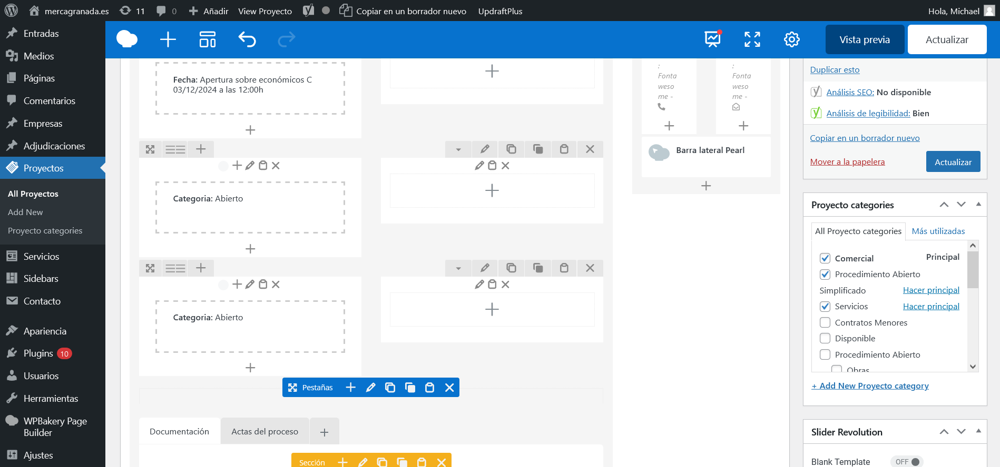 mercagranada.es
11
0
Añadir
View Proyecto
Copiar en un borrador nuevo
UpdraftPlus
Hola, Michael
Entradas
Medios
Páginas
Comentarios
Empresas
Adjudicaciones
Proyectos
All Proyectos
Add New
Proyecto categories
Servicios
Sidebars
Contacto
Apariencia
Plugins 10
Usuarios
Herramientas
WPBakery Page
Builder
Ajustes
Vista previa
Actualizar
Fecha: Apertura sobre económicos C
03/12/2024 a las 12:00h
Categoria: Abierto
Categoria: Abierto
Pestañas
Documentación
Actas del proceso
Sección
:
Fonta
weso
me -
:
Fonta
weso
me -
Barra lateral Pearl
Duplicar esto
Análisis SEO: No disponible
Análisis de legibilidad: Bien
Copiar en un borrador nuevo
Mover a la papelera
Actualizar
Proyecto categories
All Proyecto categories
Más utilizadas
Comercial Principal
Procedimiento Abierto
Simplificado Hacer principal
Servicios Hacer principal
Contratos Menores
Disponible
Procedimiento Abierto
Obras
+ Add New Proyecto category
Slider Revolution
Blank Template OFF